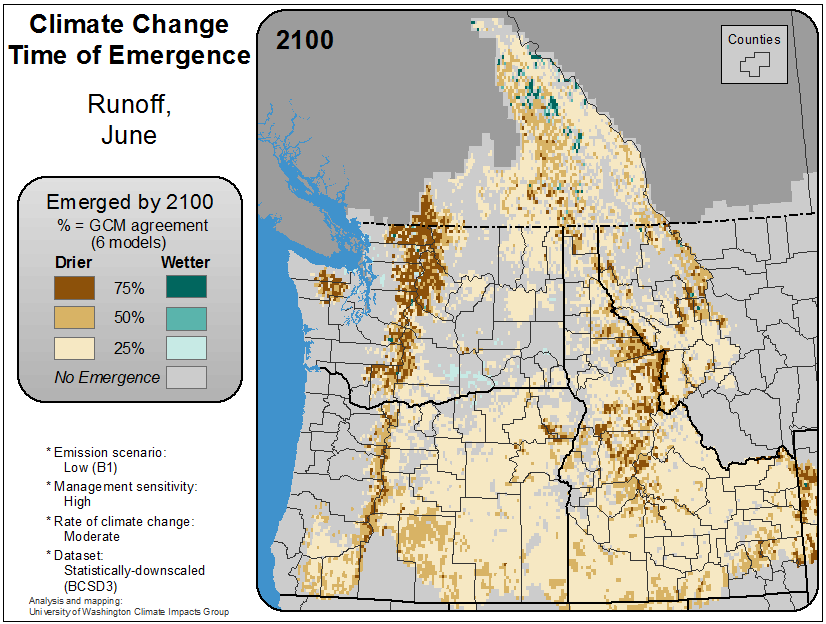 Climate Change
Time of Emergence
Runoff,
June
Emerged by 2100
% = GCM agreement
(6 models)
Drier Wetter
75%
50%
25%
No Emergence
* Emission scenario:
Low (B1)
* Management sensitivity:
High
* Rate of climate change:
Moderate
* Dataset:
Statistically-downscaled
(BCSD3)
Analysis and mapping:
University of Washington Climate Impacts Group
2100
Counties